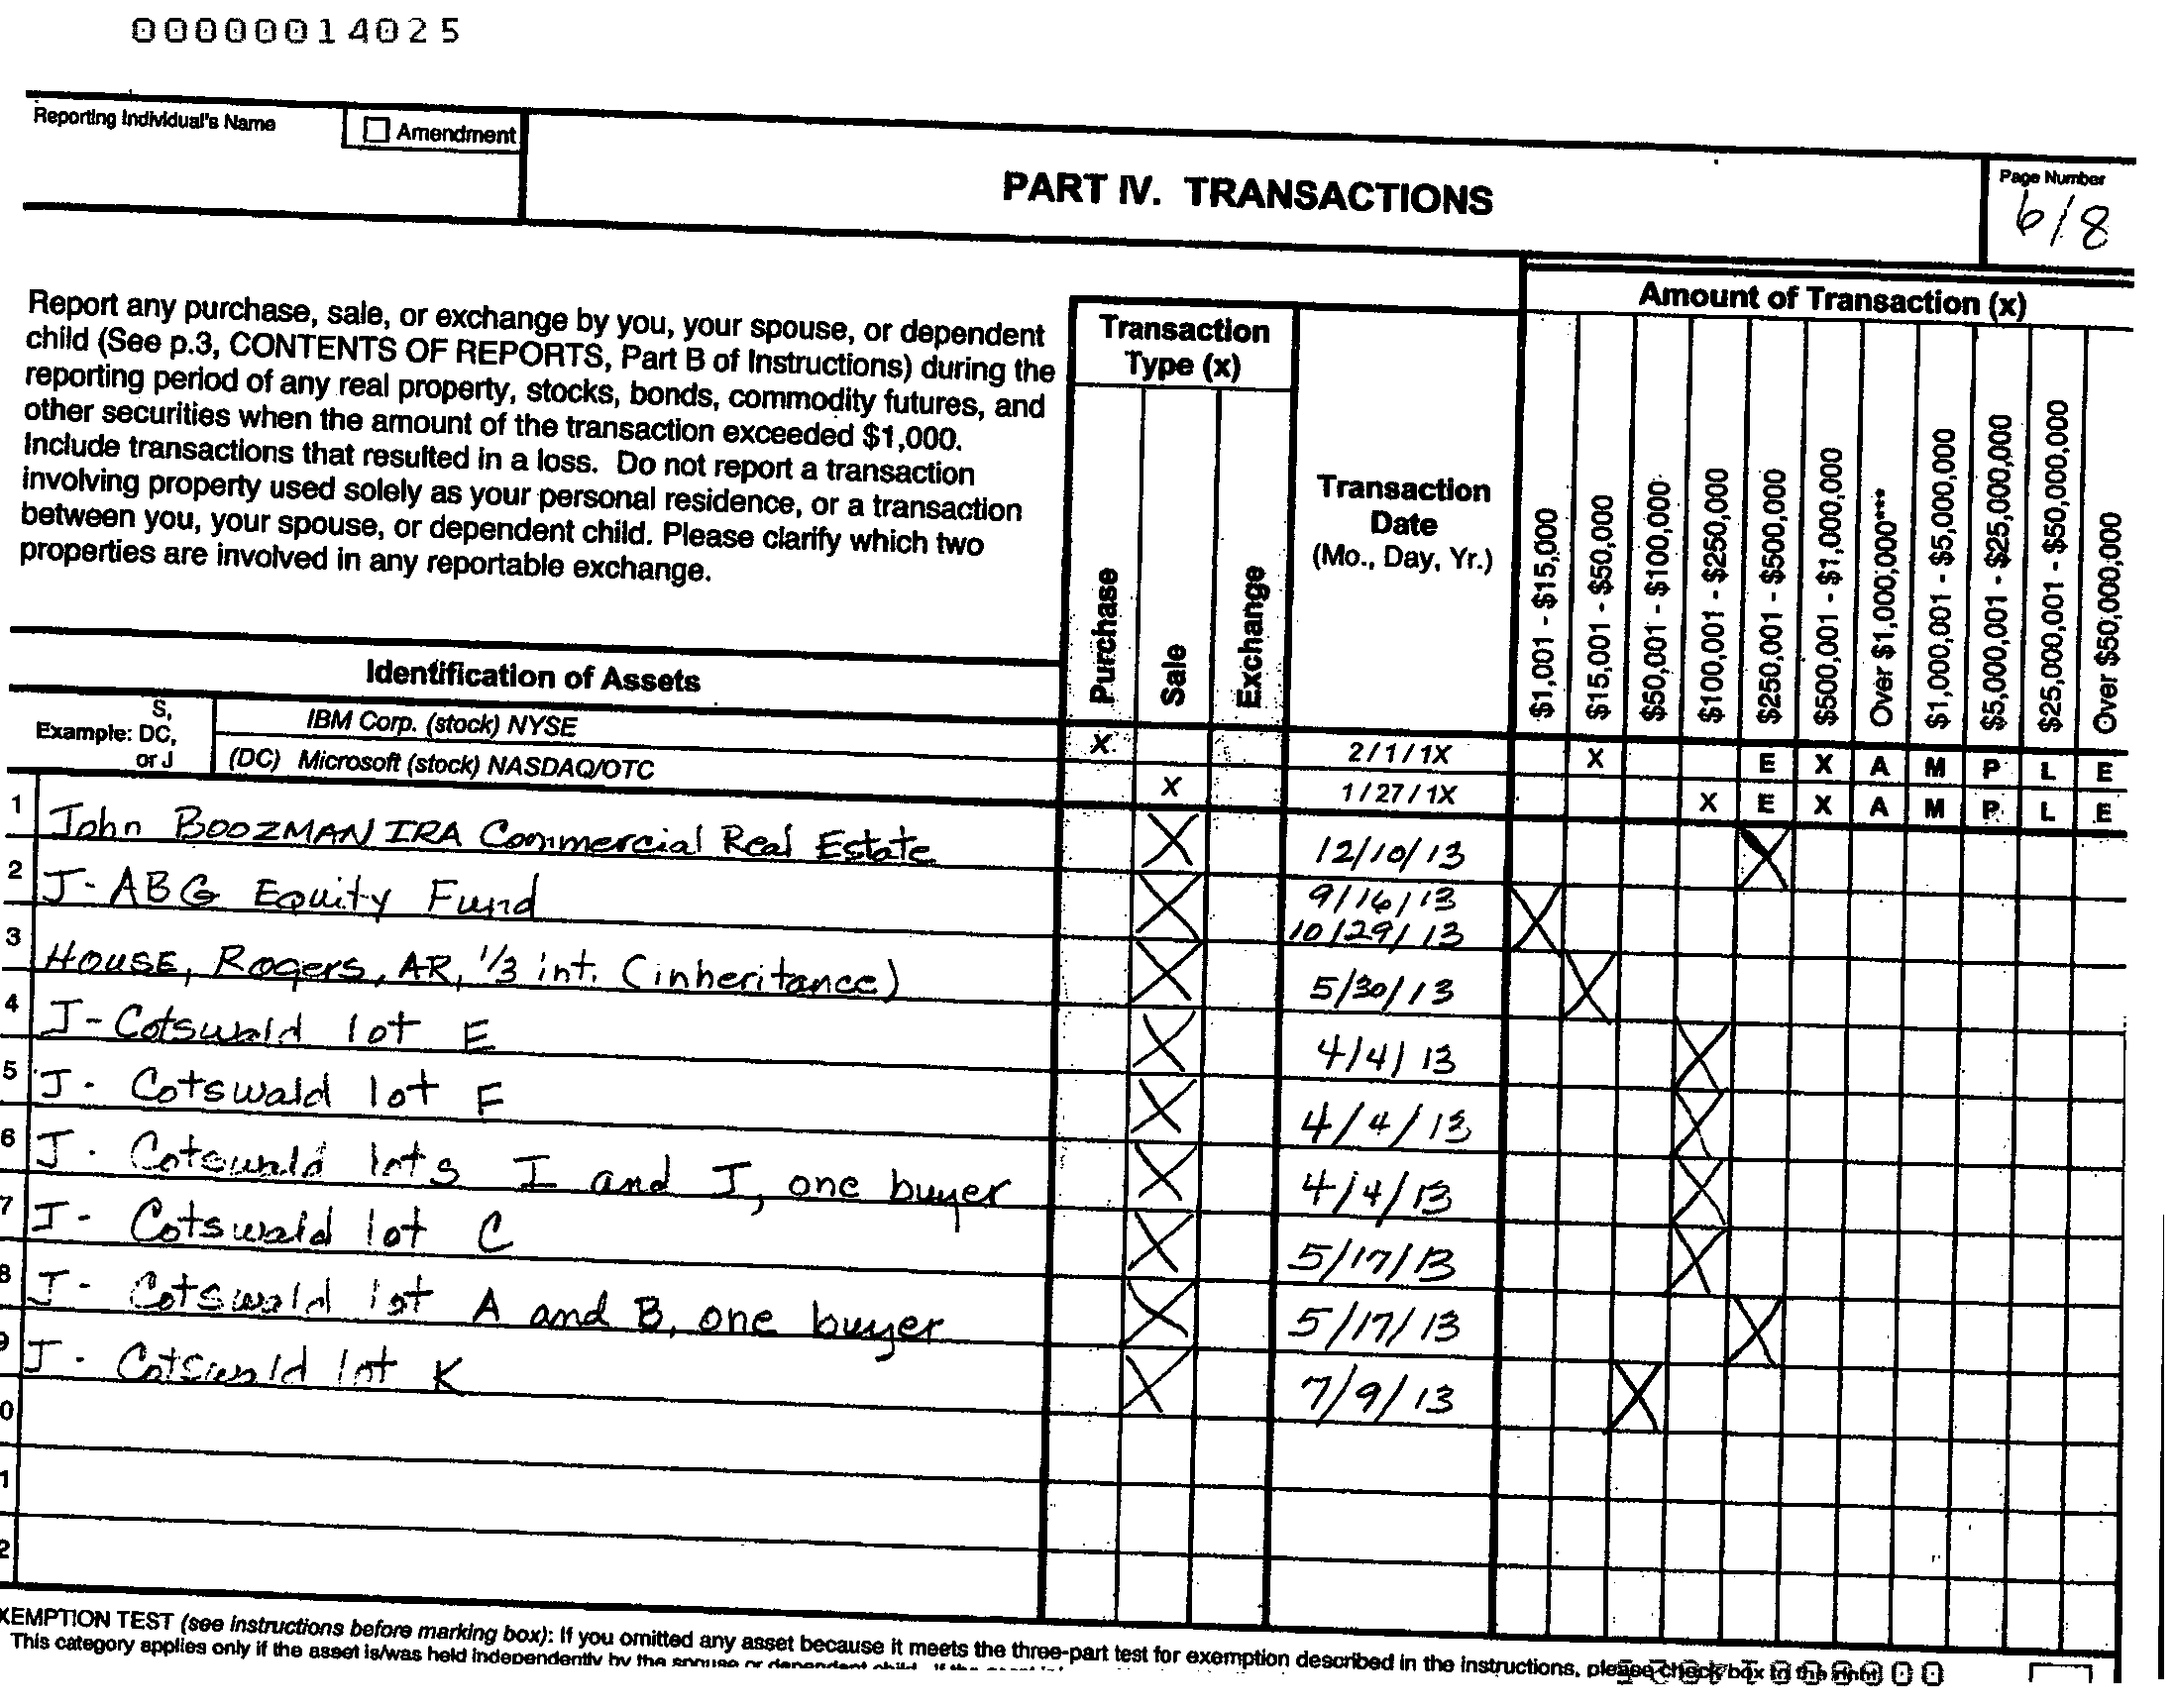 00000014025
Reporting Individual's Name
Amendment
PART IV. TRANSACTIONS
Page Number
6/8
Report any purchase, sale, or exchange by you, your spouse, or dependent
child (See p.3, CONTENTS OF REPORTS, Part B of Instructions) during the
reporting period of any real property, stocks, bonds, commodity futures, and
other securities when the amount of the transaction exceeded $1,000.
Include transactions that resulted in a loss. Do not report a transaction
involving property used solely as your personal residence, or a transaction
between you, your spouse, or dependent child. Please clarify which two
properties are involved in any reportable exchange.
Transaction
Type (x)
Purchase
Sale
Exchange
Transaction
Date
(Mo., Day, Yr.)
Amount of Transaction (x)
$1,001 - $15,000
$15,001 - $50,000
$50,001 - $100,000
$100,001 - $250,000
$250,001 - $500,000
$500,001 - $1,000,000
Over $1,000,000***
$1,000,001 - $5,000,000
$5,000,001 - $25,000,000
$25,000,001 - $50,000,000
Over $50,000,000
Identification of Assets
Example: S, DC, or J
IBM Corp. (stock) NYSE X 2/1/1X X E X A M P L E
(DC) Microsoft (stock) NASDAQ/OTC X 1/27/1X X E X A M P L E
1 John BOOZMAN IRA Commercial Real Estate X 12/10/13 X
2 J- ABG Equity Fund X 9/16/13 X
10/29/13
3 HOUSE, Rogers, AR, 1/3 int. (inheritance) X 5/30/13 X
4 J- Cotswald lot E X 4/4/13 X
5 J- Cotswald lot F X 4/4/13 X
6 J- Cotswald lots I and J, one buyer X 4/4/13 X
7 J- Cotswald lot C X 5/17/13 X
8 J- Cotswald lot A and B, one buyer X 5/17/13 X
9 J- Cotswald lot K X 7/9/13 X
0
1
2
XEMPTION TEST (see instructions before marking box): If you omitted any asset because it meets the three-part test for exemption described in the instructions, please check box to the right
This category applies only if the asset is/was held independently by the spouse or dependent child. If the